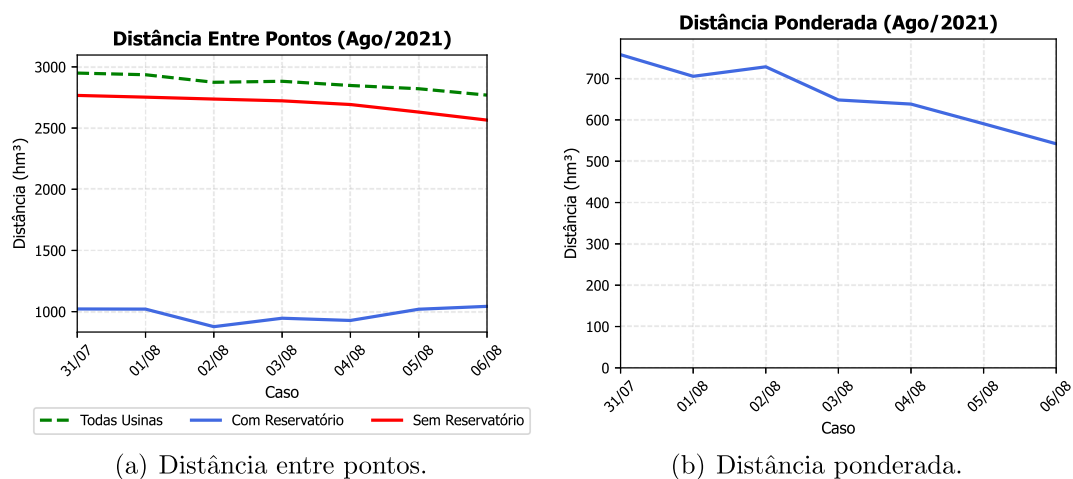 Distância Entre Pontos (Ago/2021)
Distância (hm³)
3000
2500
2000
1500
1000
31/07
01/08
02/08
03/08
04/08
05/08
06/08
Caso
Todas Usinas
Com Reservatório
Sem Reservatório
(a) Distância entre pontos.
Distância Ponderada (Ago/2021)
Distância (hm³)
700
600
500
400
300
200
100
0
31/07
01/08
02/08
03/08
04/08
05/08
06/08
Caso
(b) Distância ponderada.